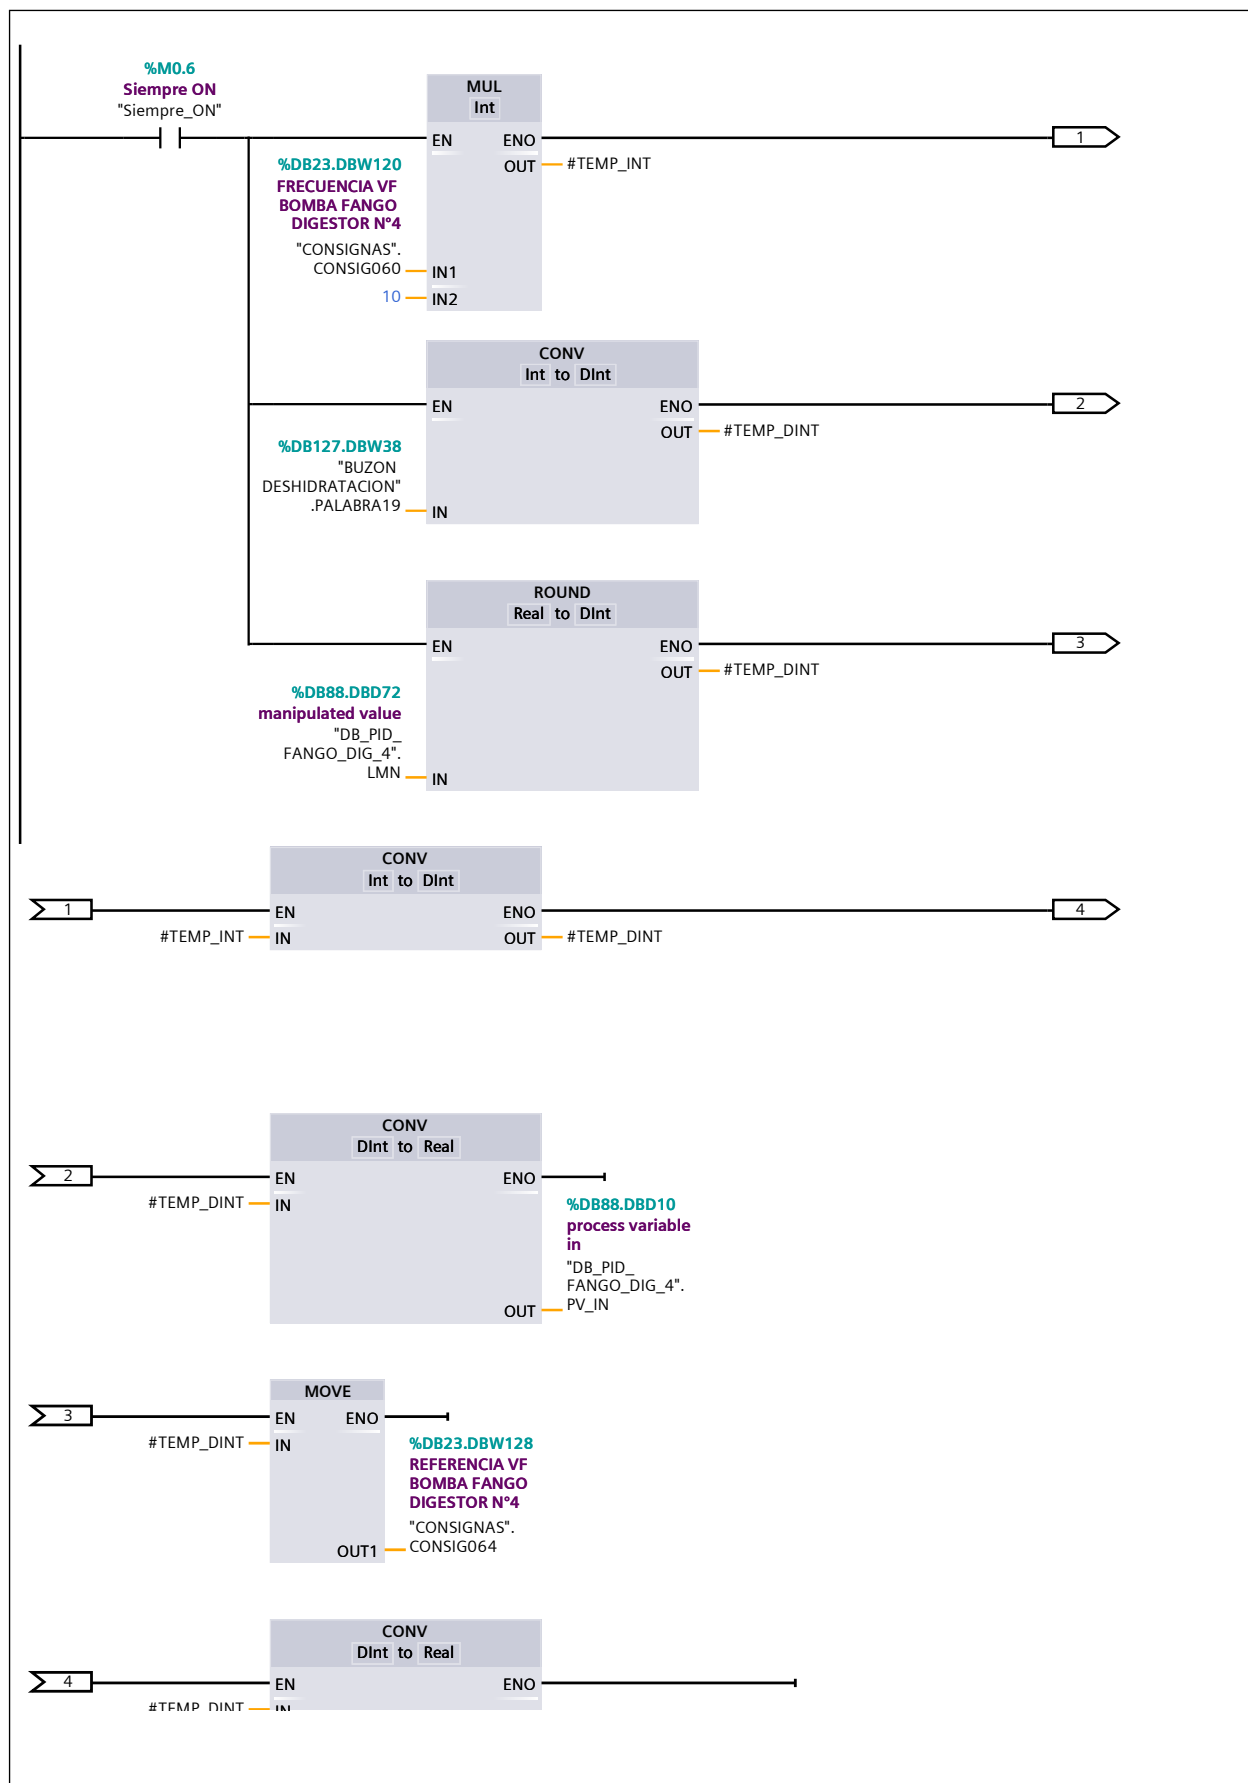 %M0.6
Siempre ON
"Siempre_ON"
MUL
Int
EN ENO
1
%DB23.DBW120
OUT #TEMP_INT
FRECUENCIA VF
BOMBA FANGO
DIGESTOR Nº4
"CONSIGNAS".
CONSIG060 IN1
10 IN2
CONV
Int to DInt
EN ENO
2
OUT #TEMP_DINT
%DB127.DBW38
"BUZON
DESHIDRATACION"
.PALABRA19 IN
ROUND
Real to DInt
EN ENO
3
OUT #TEMP_DINT
%DB88.DBD72
manipulated value
"DB_PID_
FANGO_DIG_4".
LMN IN
CONV
Int to DInt
1 EN ENO 4
#TEMP_INT IN OUT #TEMP_DINT
CONV
DInt to Real
2 EN ENO
#TEMP_DINT IN
%DB88.DBD10
process variable
in
"DB_PID_
FANGO_DIG_4".
OUT PV_IN
MOVE
3 EN ENO
#TEMP_DINT IN
%DB23.DBW128
REFERENCIA VF
BOMBA FANGO
DIGESTOR Nº4
"CONSIGNAS".
OUT1 CONSIG064
CONV
DInt to Real
4 EN ENO
#TEMP_DINT IN